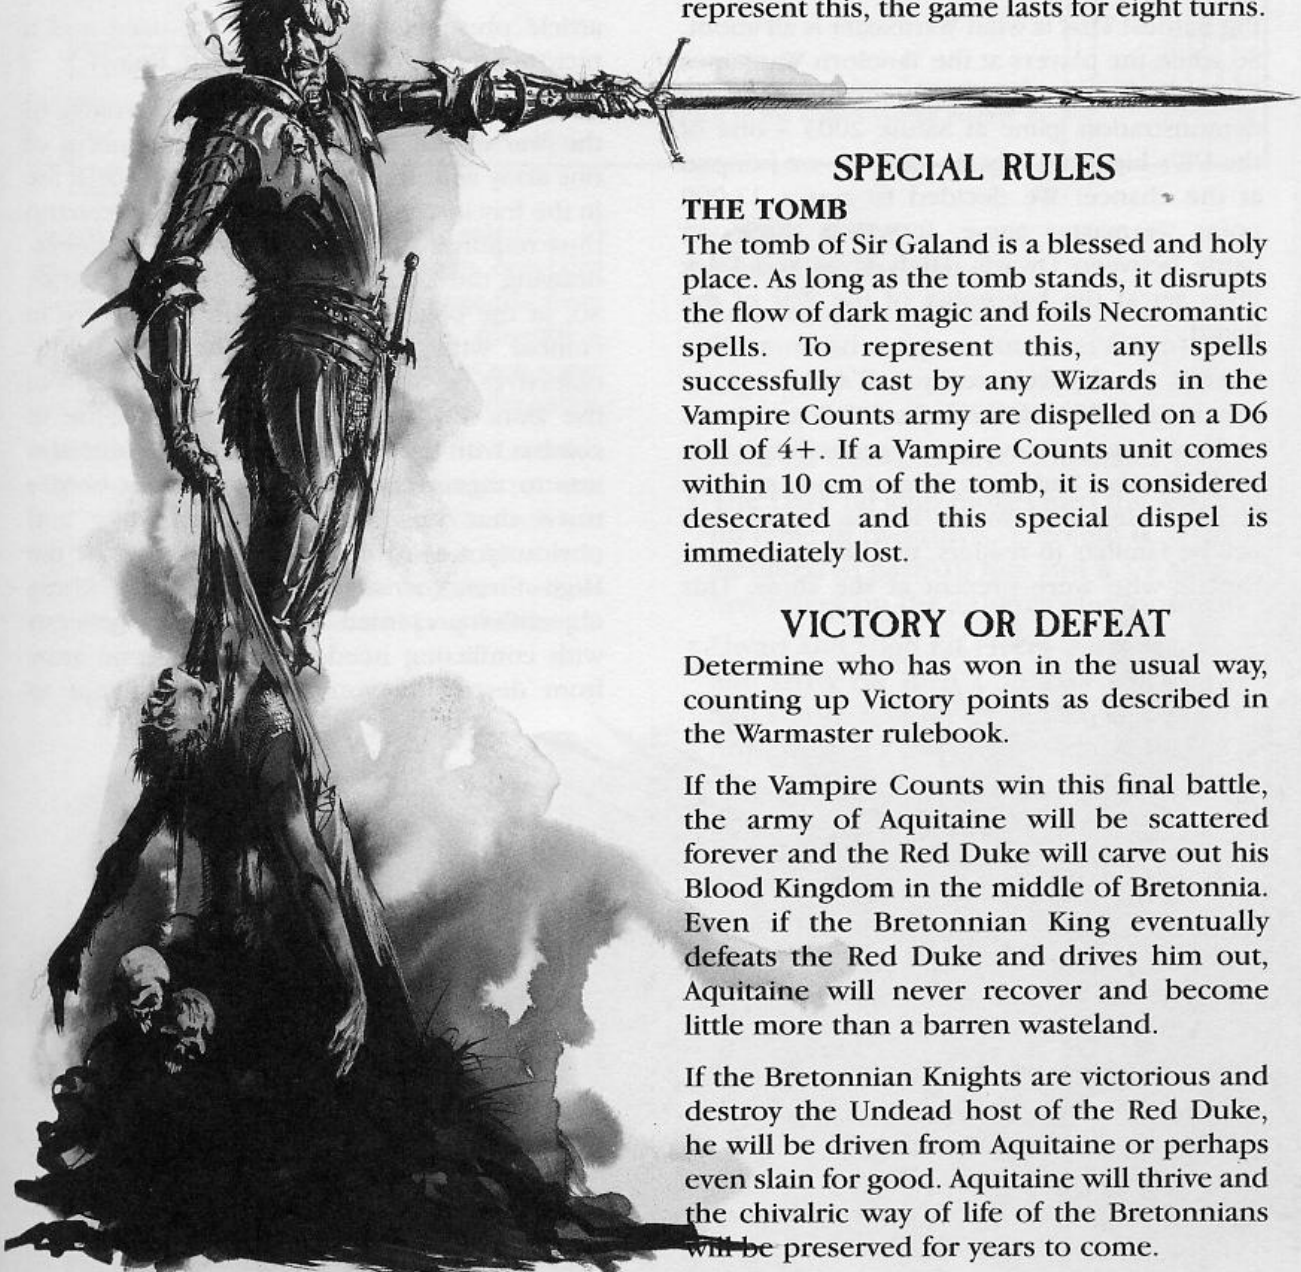 represent this, the game lasts for eight turns.
SPECIAL RULES
THE TOMB
The tomb of Sir Galand is a blessed and holy
place. As long as the tomb stands, it disrupts
the flow of dark magic and foils Necromantic
spells. To represent this, any spells
successfully cast by any Wizards in the
Vampire Counts army are dispelled on a D6
roll of 4+. If a Vampire Counts unit comes
within 10 cm of the tomb, it is considered
desecrated and this special dispel is
immediately lost.
VICTORY OR DEFEAT
Determine who has won in the usual way,
counting up Victory points as described in
the Warmaster rulebook.
If the Vampire Counts win this final battle,
the army of Aquitaine will be scattered
forever and the Red Duke will carve out his
Blood Kingdom in the middle of Bretonnia.
Even if the Bretonnian King eventually
defeats the Red Duke and drives him out,
Aquitaine will never recover and become
little more than a barren wasteland.
If the Bretonnian Knights are victorious and
destroy the Undead host of the Red Duke,
he will be driven from Aquitaine or perhaps
even slain for good. Aquitaine will thrive and
the chivalric way of life of the Bretonnians
will be preserved for years to come.